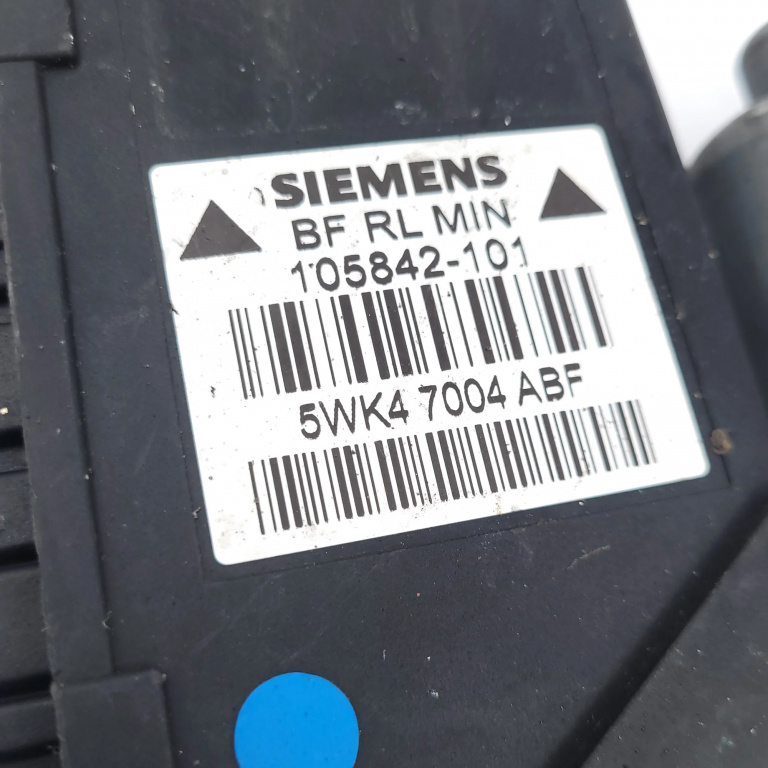 SIEMENS
BF RL MIN
105842-101
5WK4 7004 ABF